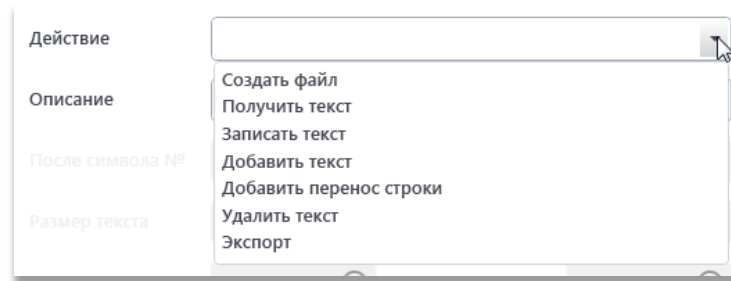 Действие
Создать файл
Описание
Получить текст
Записать текст
После символа №
Добавить текст
Добавить перенос строки
Размер текста
Удалить текст
Экспорт